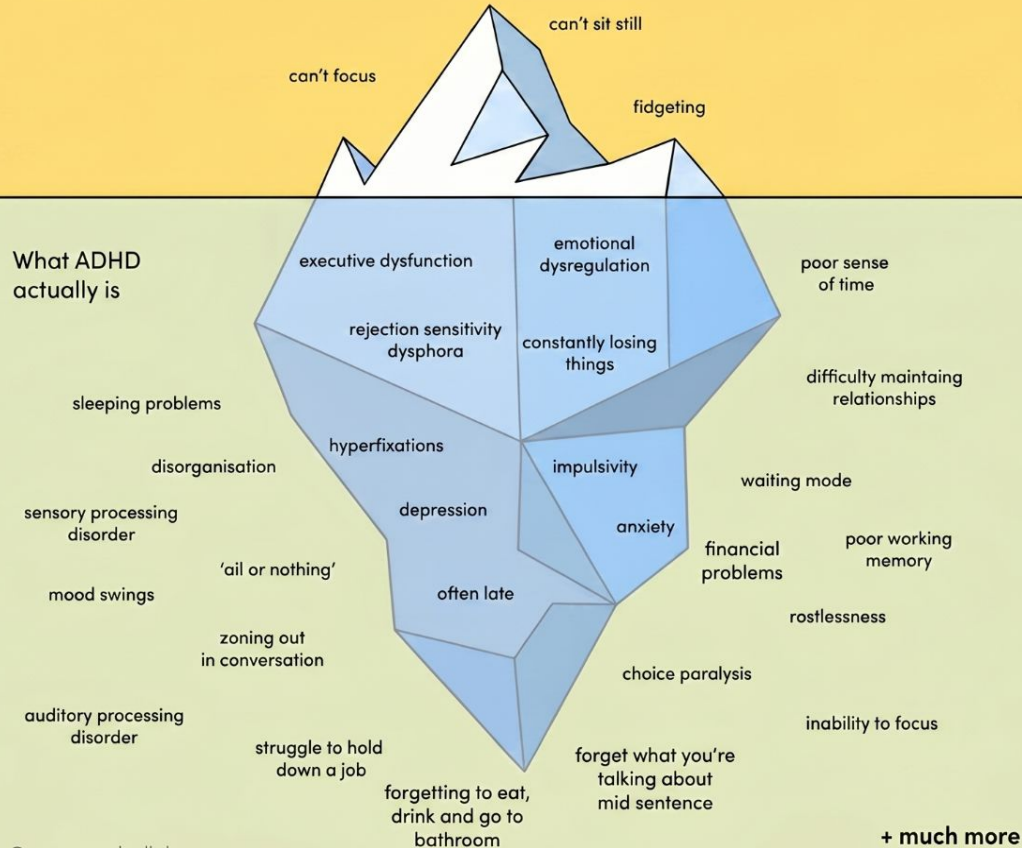 can't sit still
can't focus
fidgeting
What ADHD
actually is
executive dysfunction
emotional
dysregulation
poor sense
of time
rejection sensitivity
dysphora
constantly losing
things
difficulty maintaing
relationships
sleeping problems
hyperfixations
disorganisation
impulsivity
waiting mode
sensory processing
disorder
depression
anxiety
financial
problems
poor working
memory
'ail or nothing'
mood swings
often late
rostlessness
zoning out
in conversation
choice paralysis
auditory processing
disorder
inability to focus
struggle to hold
down a job
forget what you're
talking about
mid sentence
forgetting to eat,
drink and go to
bathroom
+ much more